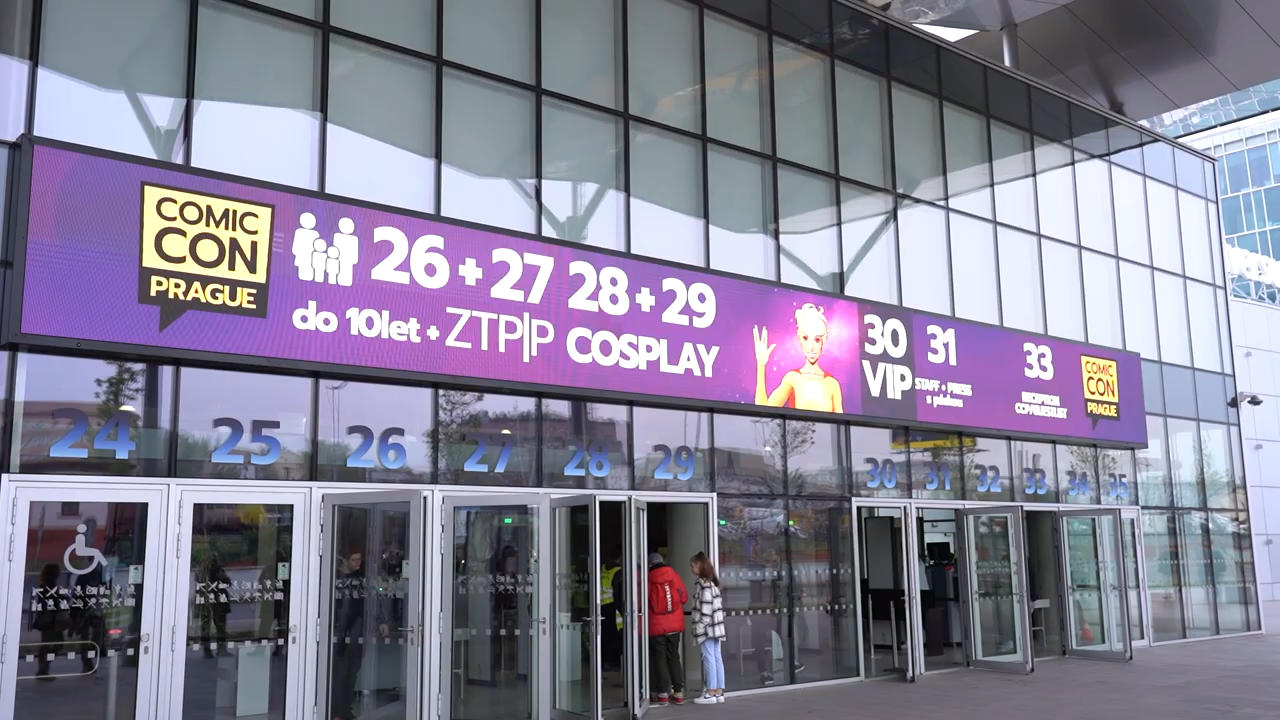 COMIC
CON
PRAGUE
26+27
do 10let + ZTP|P
28+29
COSPLAY
30
VIP
31
STAFF + PRESS
33
RECEPTION
COMIC
CON
PRAGUE
24 25 26 27 28 29 30 31 32 33 34 35